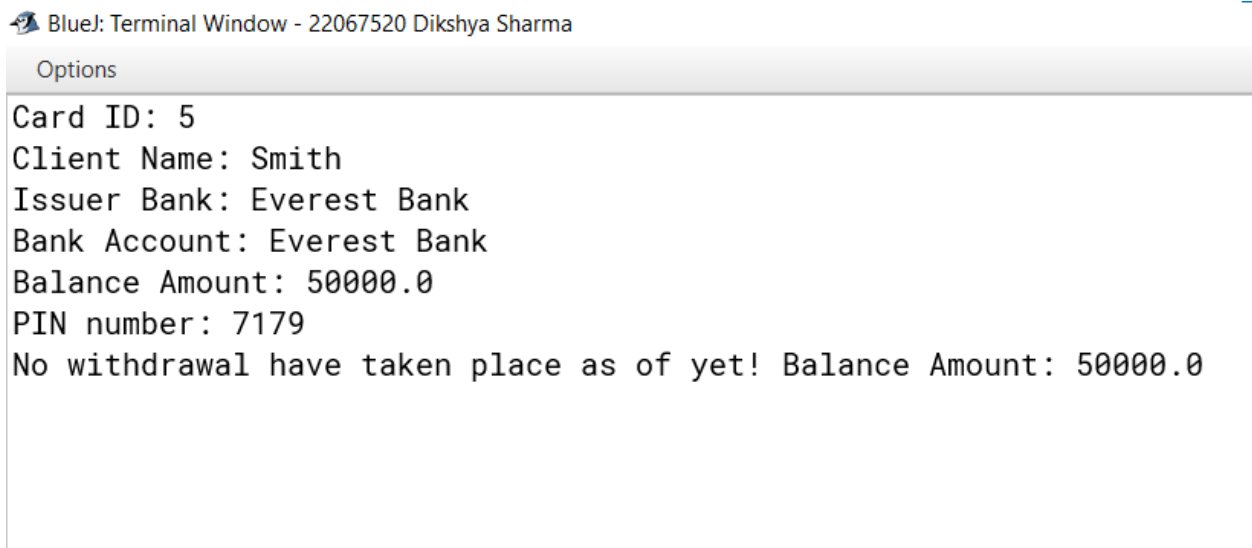 BlueJ: Terminal Window - 22067520 Dikshya Sharma
Options
Card ID: 5
Client Name: Smith
Issuer Bank: Everest Bank
Bank Account: Everest Bank
Balance Amount: 50000.0
PIN number: 7179
No withdrawal have taken place as of yet! Balance Amount: 50000.0